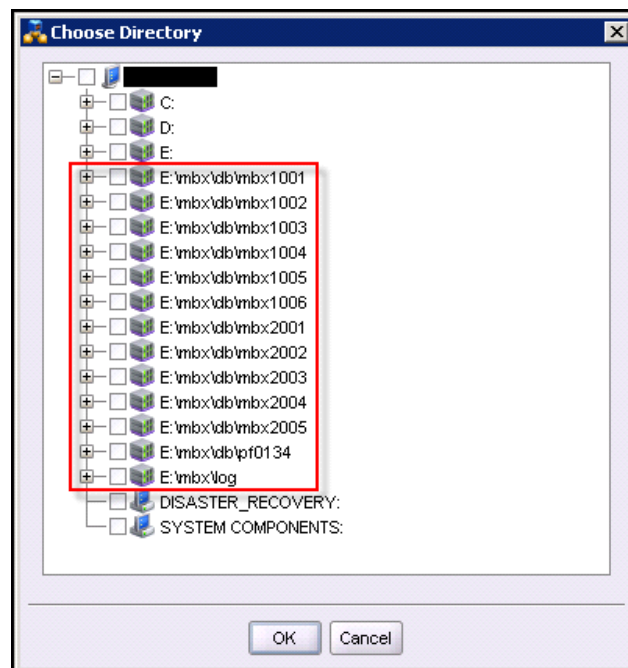 Choose Directory
C:
D:
E:
E:\mbx\db\mbx1001
E:\mbx\db\mbx1002
E:\mbx\db\mbx1003
E:\mbx\db\mbx1004
E:\mbx\db\mbx1005
E:\mbx\db\mbx1006
E:\mbx\db\mbx2001
E:\mbx\db\mbx2002
E:\mbx\db\mbx2003
E:\mbx\db\mbx2004
E:\mbx\db\mbx2005
E:\mbx\db\pf0134
E:\mbx\log
DISASTER_RECOVERY:
SYSTEM COMPONENTS:
OK Cancel